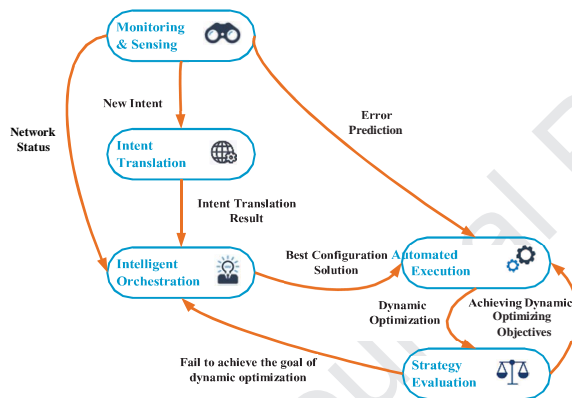 Monitoring
& Sensing
New Intent
Error
Prediction
Network
Status
Intent
Translation
Intent Translation
Result
Best Configuration
Solution
Intelligent
Orchestration
Automated
Execution
Dynamic
Optimization
Achieving Dynamic
Optimizing
Objectives
Fail to achieve the goal of
dynamic optimization
Strategy
Evaluation